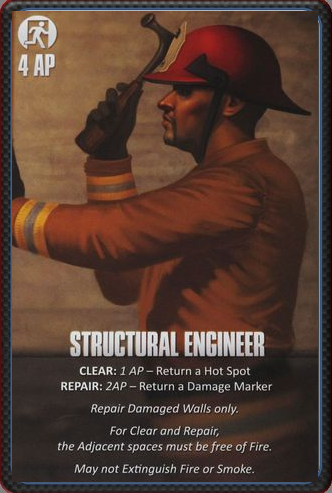 4 AP
STRUCTURAL ENGINEER
CLEAR: 1 AP – Return a Hot Spot
REPAIR: 2AP – Return a Damage Marker
Repair Damaged Walls only.
For Clear and Repair,
the Adjacent spaces must be free of Fire.
May not Extinguish Fire or Smoke.